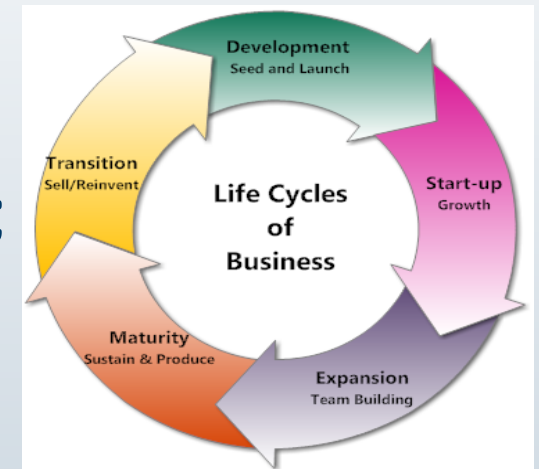 Development
Seed and Launch
Start-up
Growth
Expansion
Team Building
Maturity
Sustain & Produce
Transition
Sell/Reinvent
Life Cycles
of
Business